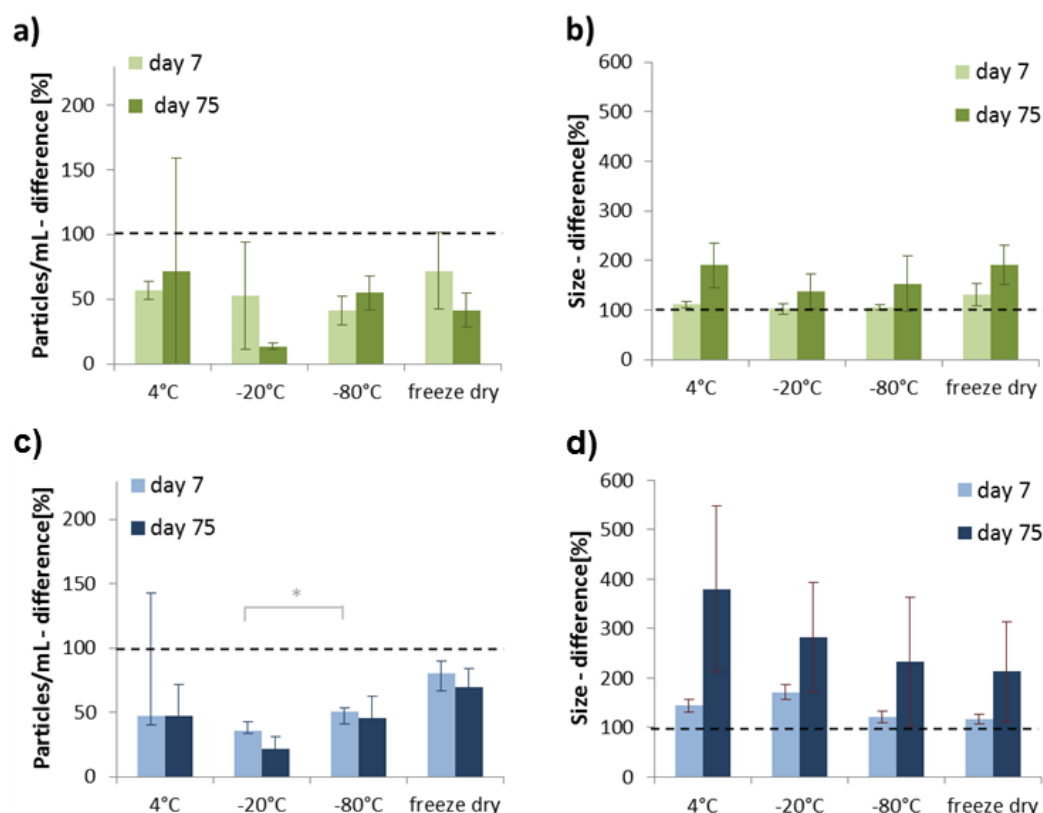 a)
day 7
day 75
Particles/mL - difference [%]
200
150
100
50
0
4°C -20°C -80°C freeze dry
b)
day 7
day 75
Size - difference[%]
600
500
400
300
200
100
0
4°C -20°C -80°C freeze dry
c)
day 7
day 75
Particles/mL - difference[%]
200
150
100
50
0
*
4°C -20°C -80°C freeze dry
d)
day 7
day 75
Size - difference[%]
600
500
400
300
200
100
0
4°C -20°C -80°C freeze dry